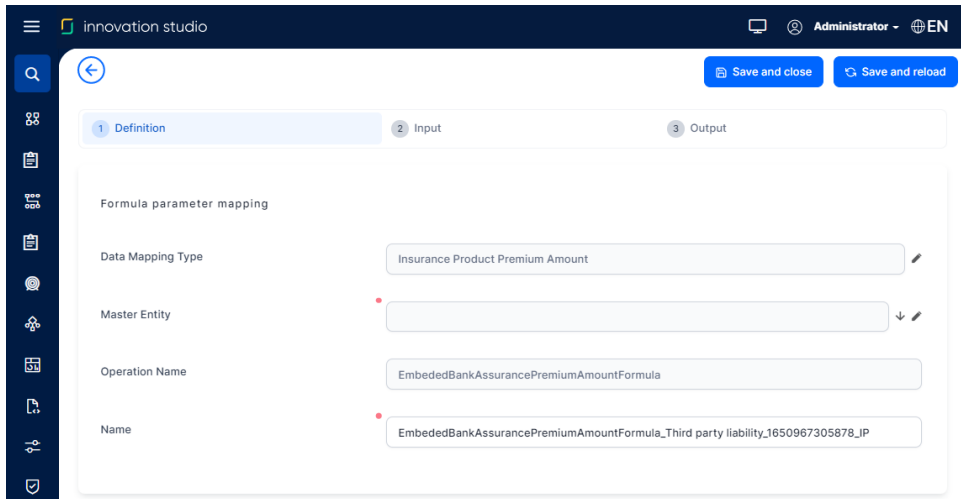 innovation studio
Administrator
EN
Save and close
Save and reload
1 Definition
2 Input
3 Output
Formula parameter mapping
Data Mapping Type
Insurance Product Premium Amount
Master Entity
Operation Name
EmbededBankAssurancePremiumAmountFormula
Name
EmbededBankAssurancePremiumAmountFormula_Third party liability_1650967305878_IP